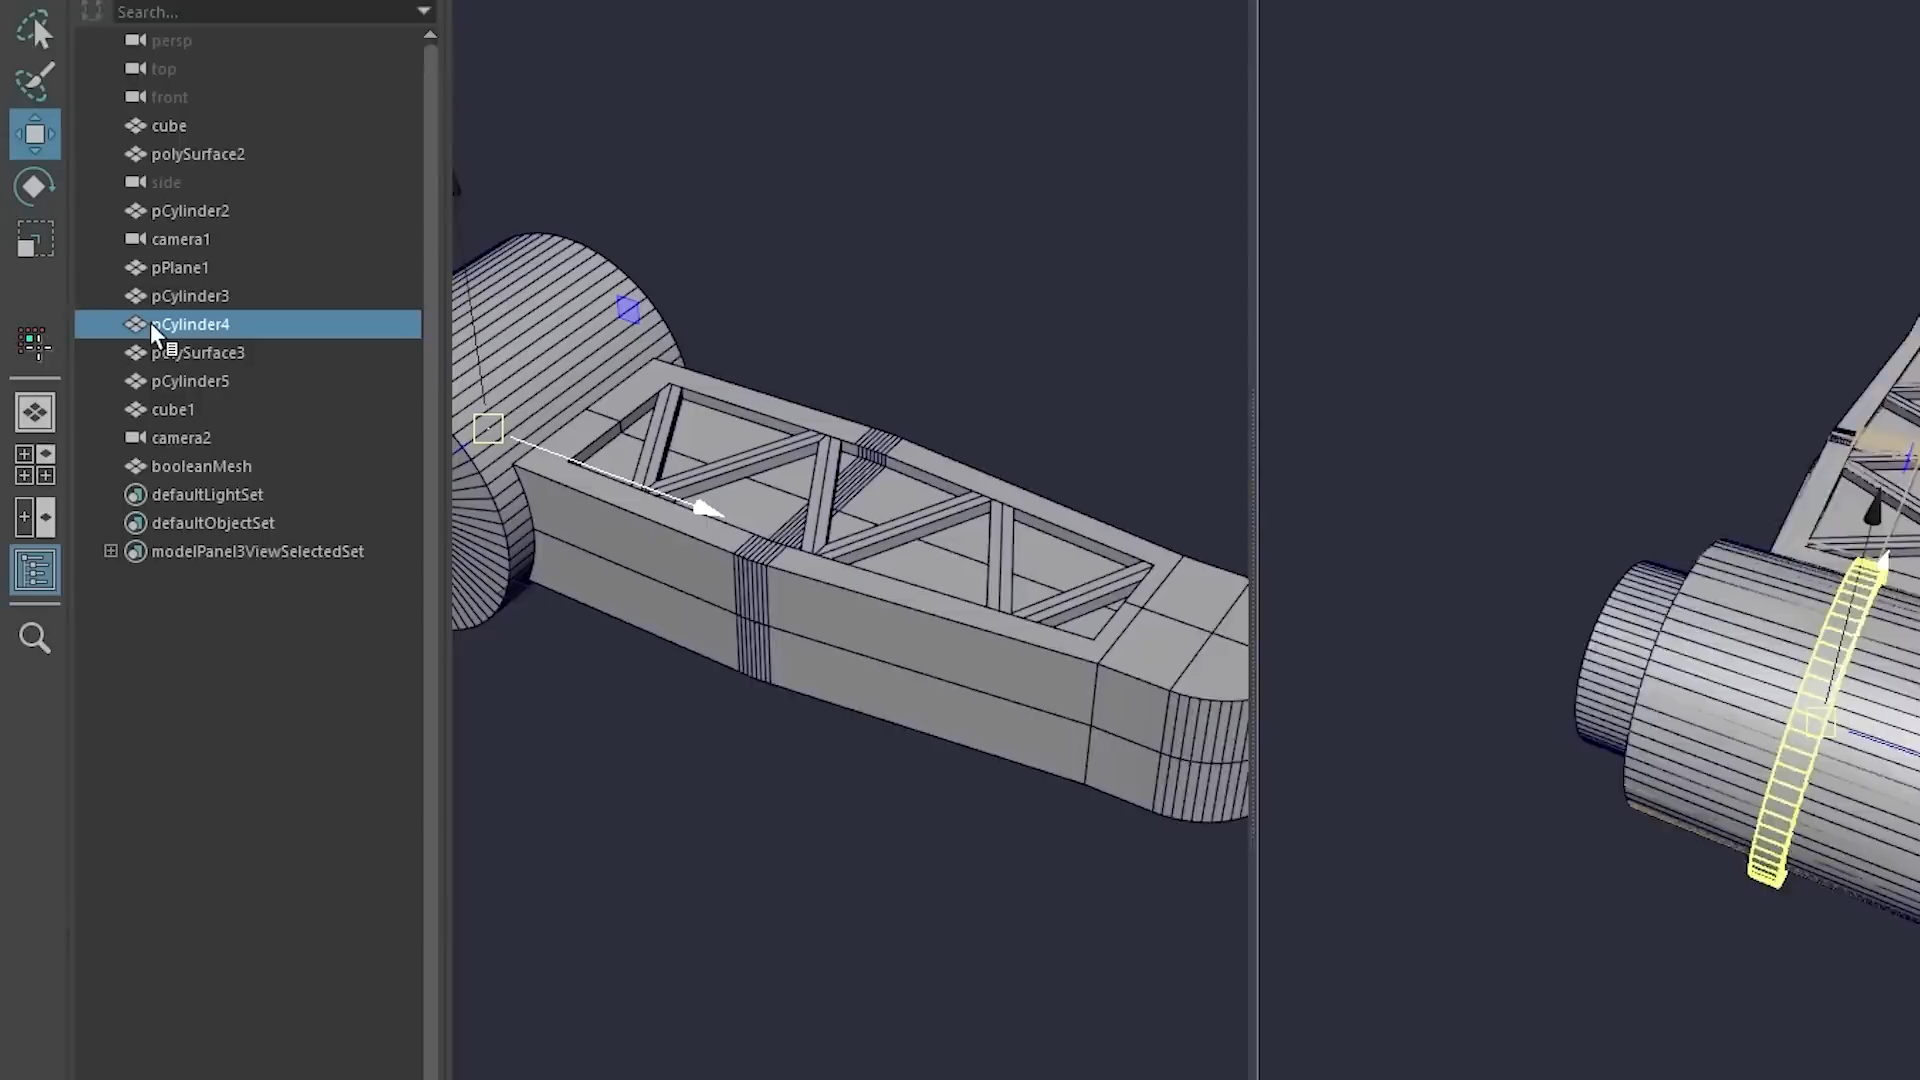 Search...
persp
top
front
cube
polySurface2
side
pCylinder2
camera1
pPlane1
pCylinder3
pCylinder4
polySurface3
pCylinder5
cube1
camera2
booleanMesh
defaultLightSet
defaultObjectSet
modelPanel3ViewSelectedSet